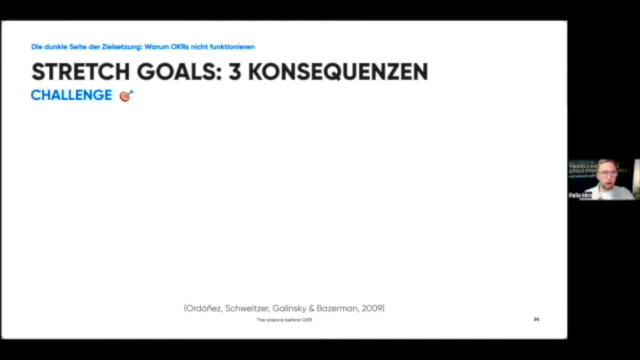 Die dunkle Seite der Zielsetzung: Warum OKRs nicht funktionieren
STRETCH GOALS: 3 KONSEQUENZEN
CHALLENGE
(Ordóñez, Schweitzer, Galinsky & Bazerman, 2009)
The science behind OKR
Felix